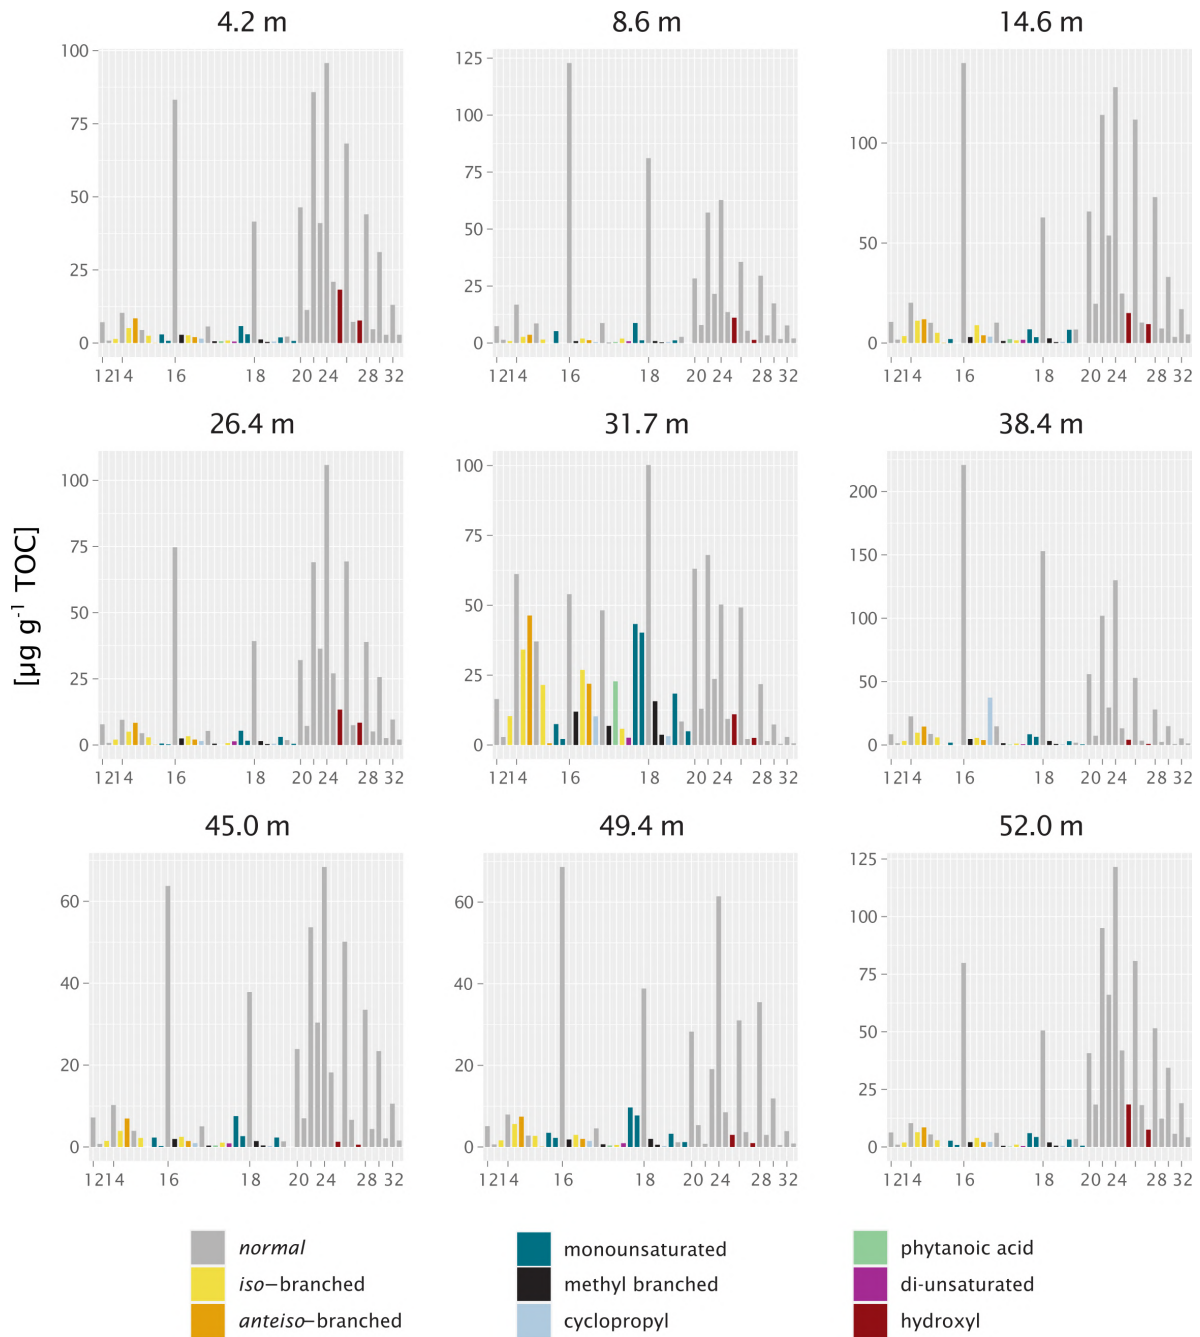 4.2 m 8.6 m 14.6 m
100 75 50 25 0
125 100 75 50 25 0
100 50 0
1214 16 18 20 24 28 32
1214 16 18 20 24 28 32
1214 16 18 20 24 28 32
26.4 m 31.7 m 38.4 m
100 75 50 25 0
100 75 50 25 0
200 150 100 50 0
1214 16 18 20 24 28 32
1214 16 18 20 24 28 32
1214 16 18 20 24 28 32
[µg g⁻¹ TOC]
45.0 m 49.4 m 52.0 m
60 40 20 0
60 40 20 0
125 100 75 50 25 0
1214 16 18 20 24 28 32
1214 16 18 20 24 28 32
1214 16 18 20 24 28 32
normal monounsaturated phytanoic acid
iso−branched methyl branched di-unsaturated
anteiso−branched cyclopropyl hydroxyl